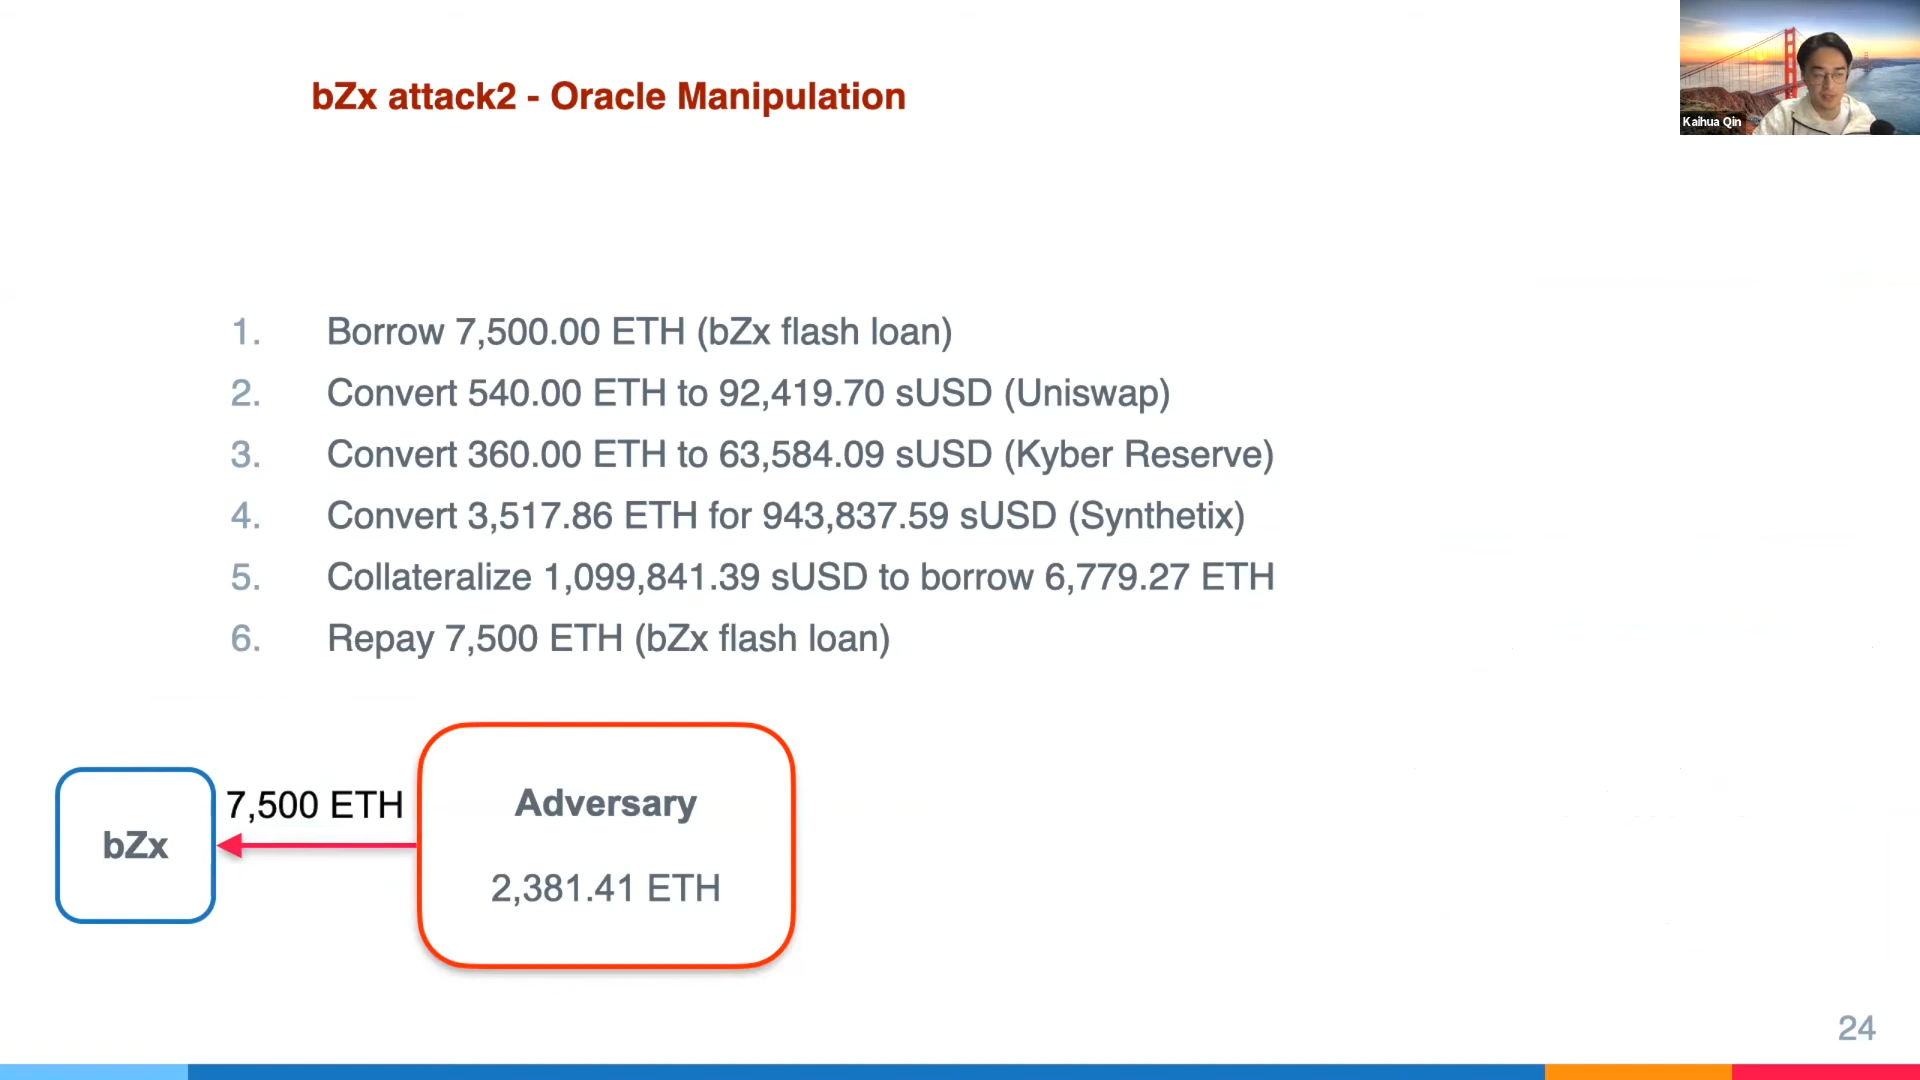 bZx attack2 - Oracle Manipulation
Kaihua Qin
1. Borrow 7,500.00 ETH (bZx flash loan)
2. Convert 540.00 ETH to 92,419.70 sUSD (Uniswap)
3. Convert 360.00 ETH to 63,584.09 sUSD (Kyber Reserve)
4. Convert 3,517.86 ETH for 943,837.59 sUSD (Synthetix)
5. Collateralize 1,099,841.39 sUSD to borrow 6,779.27 ETH
6. Repay 7,500 ETH (bZx flash loan)
bZx
7,500 ETH
Adversary
2,381.41 ETH
24